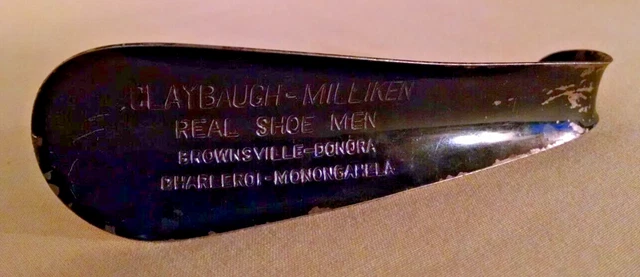 CLAYBAUGH-MILLIKEN
REAL SHOE MEN
BROWNSVILLE-DONORA
CHARLEROI-MONONGAHELA